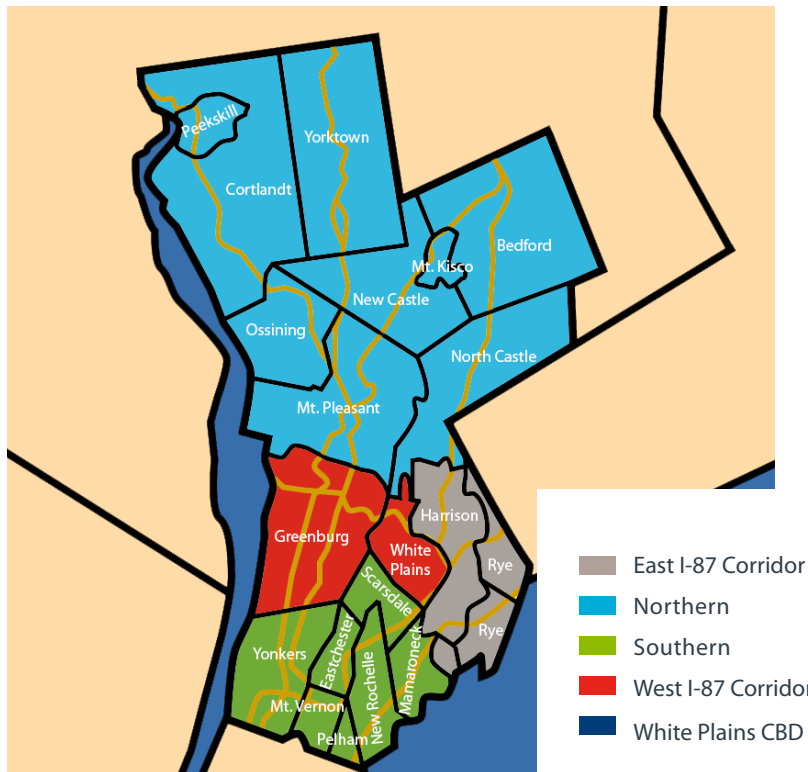 Peekskill
Yorktown
Cortlandt
Bedford
Mt. Kisco
New Castle
Ossining
North Castle
Mt. Pleasant
Harrison
Greenburg
White
Plains
Rye
Scarsdale
Rye
Eastchester
Yonkers
Mamaroneck
New Rochelle
Mt. Vernon
Pelham
East I-87 Corridor
Northern
Southern
West I-87 Corridor
White Plains CBD